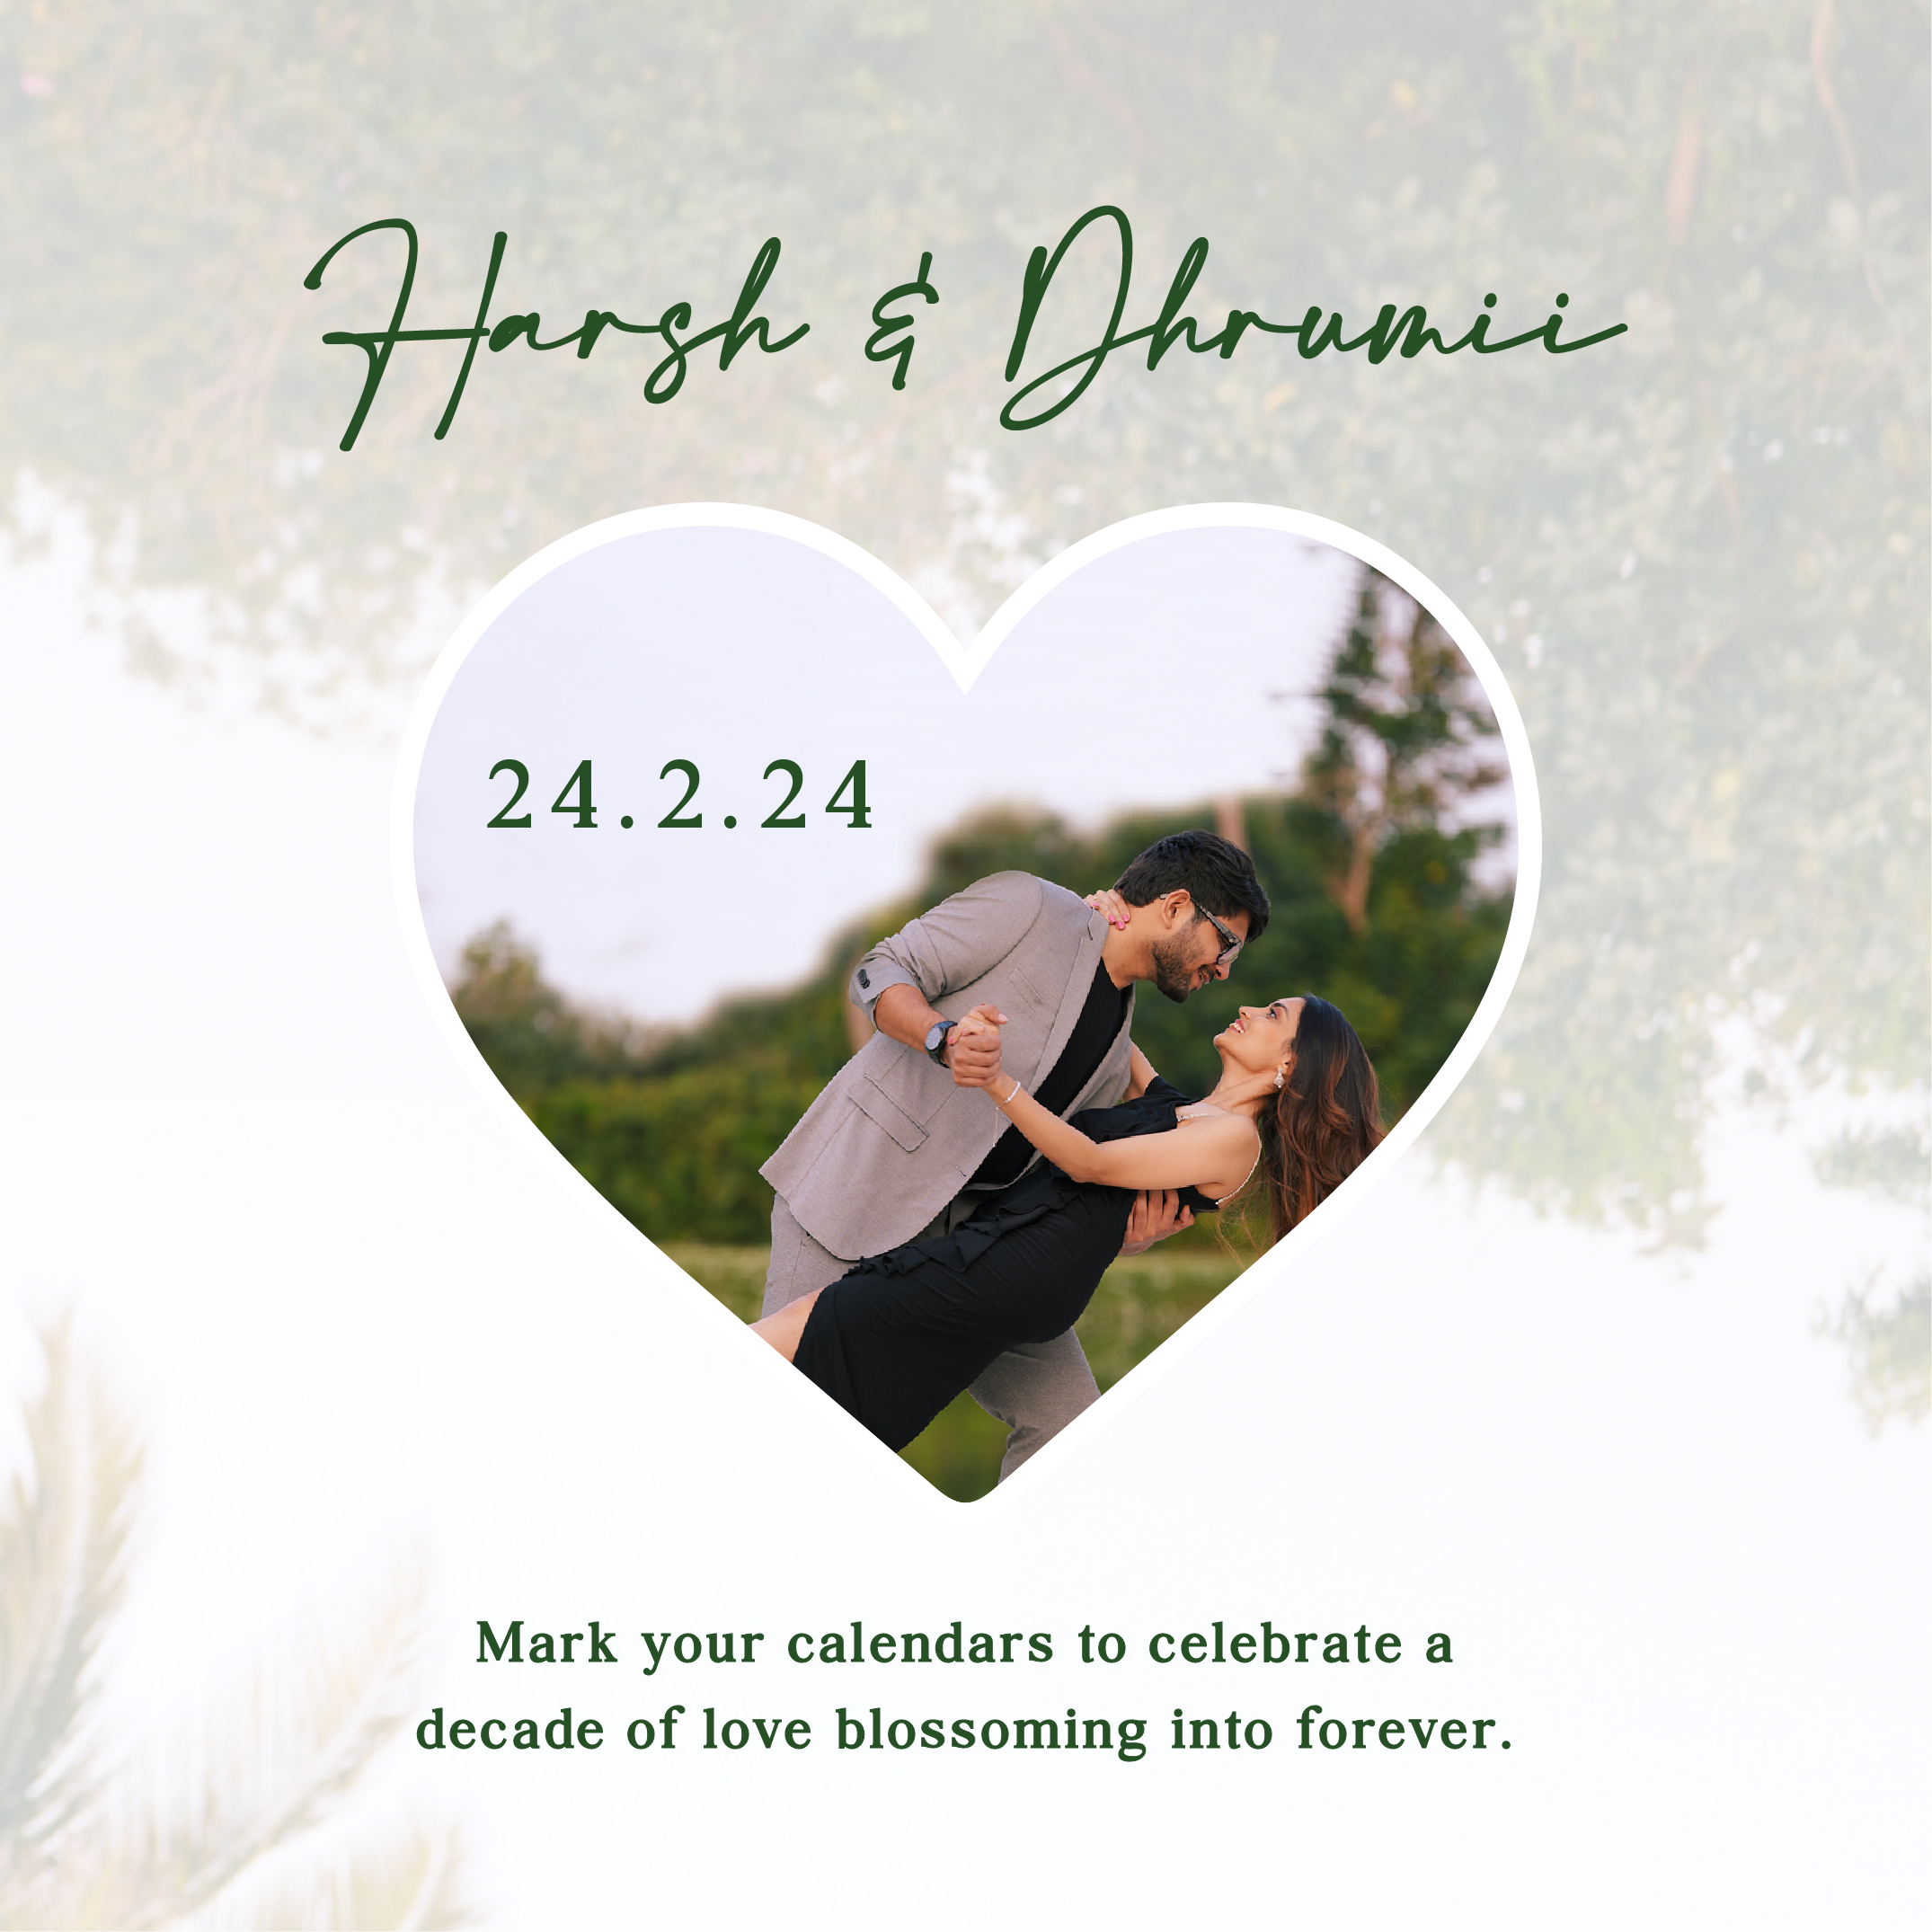 Harsh & Dhrumii
24.2.24
Mark your calendars to celebrate a
decade of love blossoming into forever.